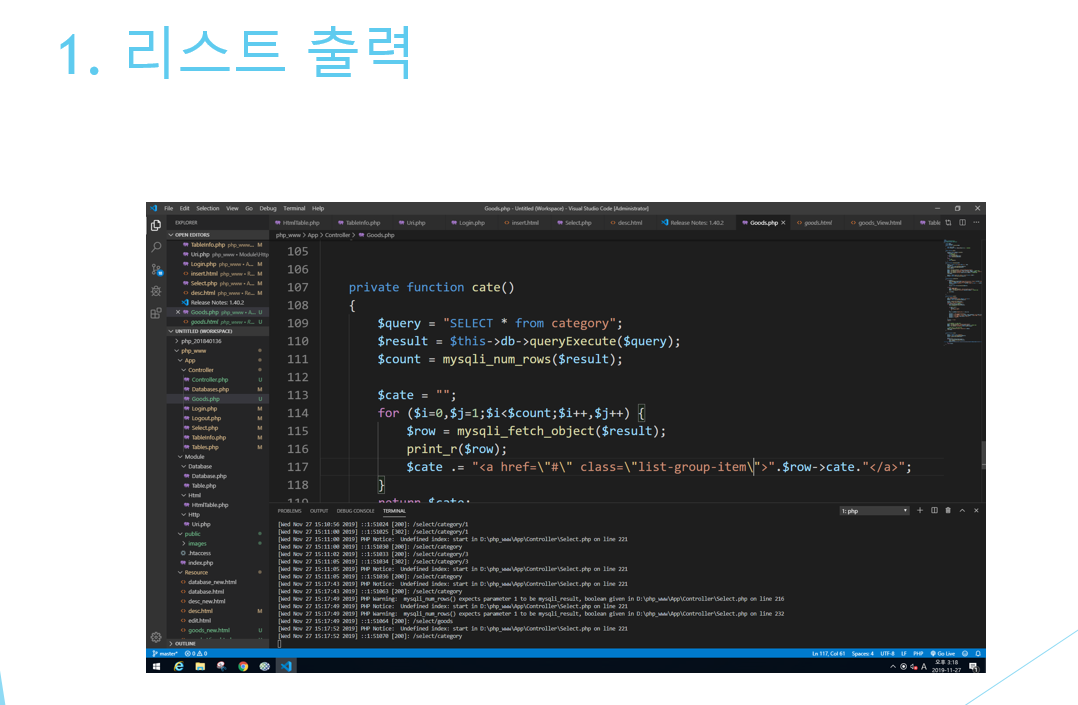 1. 리스트 출력
File Edit Selection View Go Debug Terminal Help
Goods.php - Untitled (Workspace) - Visual Studio Code [Administrator]
EXPLORER
HtmlTable.php TableInfo.php Uri.php Login.php insert.html Select.php desc.html Release Notes: 1.40.2 Goods.php goods.html goods_View.html Table
php_www > App > Controller > Goods.php
OPEN EDITORS
TableInfo.php php_www... M
Uri.php php_www • Module\Http
Login.php php_www • A... M
insert.html php_www • R... M
Select.php php_www • A... M
desc.html php_www • Re... M
Release Notes: 1.40.2
Goods.php php_www • A... U
goods.html php_www • R... U
UNTITLED (WORKSPACE)
php_201840136
php_www
App
Controller
Controller.php U
Databases.php M
Goods.php U
Login.php M
Logout.php M
Select.php M
TableInfo.php M
Tables.php M
Module
Database
Database.php
Table.php
Html
HtmlTable.php
Http
Uri.php
public
images
.htaccess
index.php
Resource
database_new.html
database.html
desc_new.html
desc.html M
edit.html
goods_new.html U
OUTLINE
105
106
107 private function cate()
108 {
109 $query = "SELECT * from category";
110 $result = $this->db->queryExecute($query);
111 $count = mysqli_num_rows($result);
112
113 $cate = "";
114 for ($i=0,$j=1;$i<$count;$i++,$j++) {
115 $row = mysqli_fetch_object($result);
116 print_r($row);
117 $cate .= "<a href=\"#\" class=\"list-group-item\">".$row->cate."</a>";
118 }
119 return $cate;
PROBLEMS OUTPUT DEBUG CONSOLE TERMINAL 1: php
[Wed Nov 27 15:10:56 2019] ::1:51024 [200]: /select/category/1
[Wed Nov 27 15:11:00 2019] ::1:51025 [302]: /select/category/1
[Wed Nov 27 15:11:00 2019] PHP Notice: Undefined index: start in D:\php_www\App\Controller\Select.php on line 221
[Wed Nov 27 15:11:00 2019] ::1:51030 [200]: /select/category
[Wed Nov 27 15:11:02 2019] ::1:51033 [200]: /select/category/3
[Wed Nov 27 15:11:05 2019] ::1:51034 [302]: /select/category/3
[Wed Nov 27 15:11:05 2019] PHP Notice: Undefined index: start in D:\php_www\App\Controller\Select.php on line 221
[Wed Nov 27 15:11:05 2019] ::1:51036 [200]: /select/category
[Wed Nov 27 15:17:43 2019] PHP Notice: Undefined index: start in D:\php_www\App\Controller\Select.php on line 221
[Wed Nov 27 15:17:43 2019] ::1:51063 [200]: /select/category
[Wed Nov 27 15:17:49 2019] PHP Warning: mysqli_num_rows() expects parameter 1 to be mysqli_result, boolean given in D:\php_www\App\Controller\Select.php on line 216
[Wed Nov 27 15:17:49 2019] PHP Notice: Undefined index: start in D:\php_www\App\Controller\Select.php on line 221
[Wed Nov 27 15:17:49 2019] PHP Warning: mysqli_num_rows() expects parameter 1 to be mysqli_result, boolean given in D:\php_www\App\Controller\Select.php on line 232
[Wed Nov 27 15:17:49 2019] ::1:51064 [200]: /select/goods
[Wed Nov 27 15:17:52 2019] PHP Notice: Undefined index: start in D:\php_www\App\Controller\Select.php on line 221
[Wed Nov 27 15:17:52 2019] ::1:51070 [200]: /select/category
master* 0 0 Ln 117, Col 61 Spaces: 4 UTF-8 LF PHP Go Live
A 오후 3:18
2019-11-27